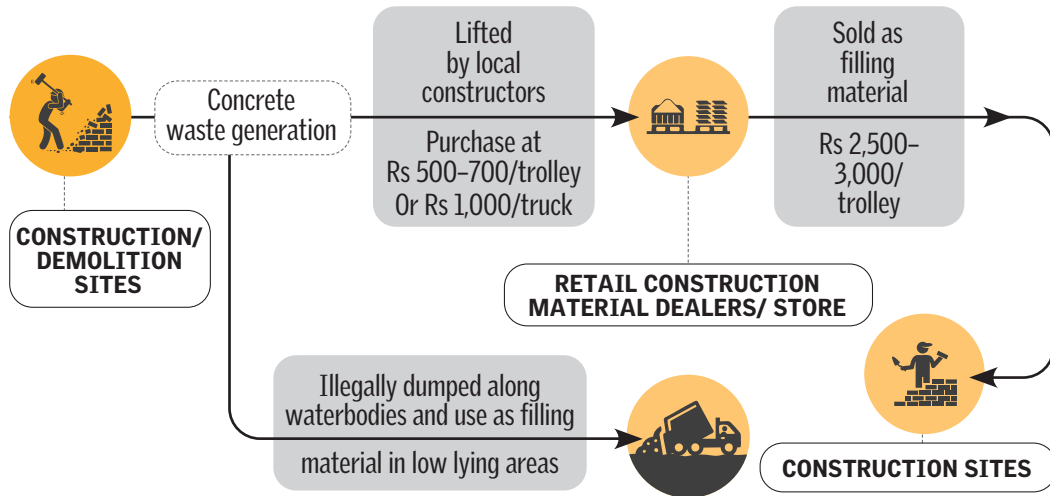 Concrete
waste generation
Lifted
by local
constructors
Purchase at
Rs 500–700/trolley
Or Rs 1,000/truck
Sold as
filling
material
Rs 2,500–
3,000/
trolley
CONSTRUCTION/
DEMOLITION
SITES
RETAIL CONSTRUCTION
MATERIAL DEALERS/ STORE
Illegally dumped along
waterbodies and use as filling
material in low lying areas
CONSTRUCTION SITES